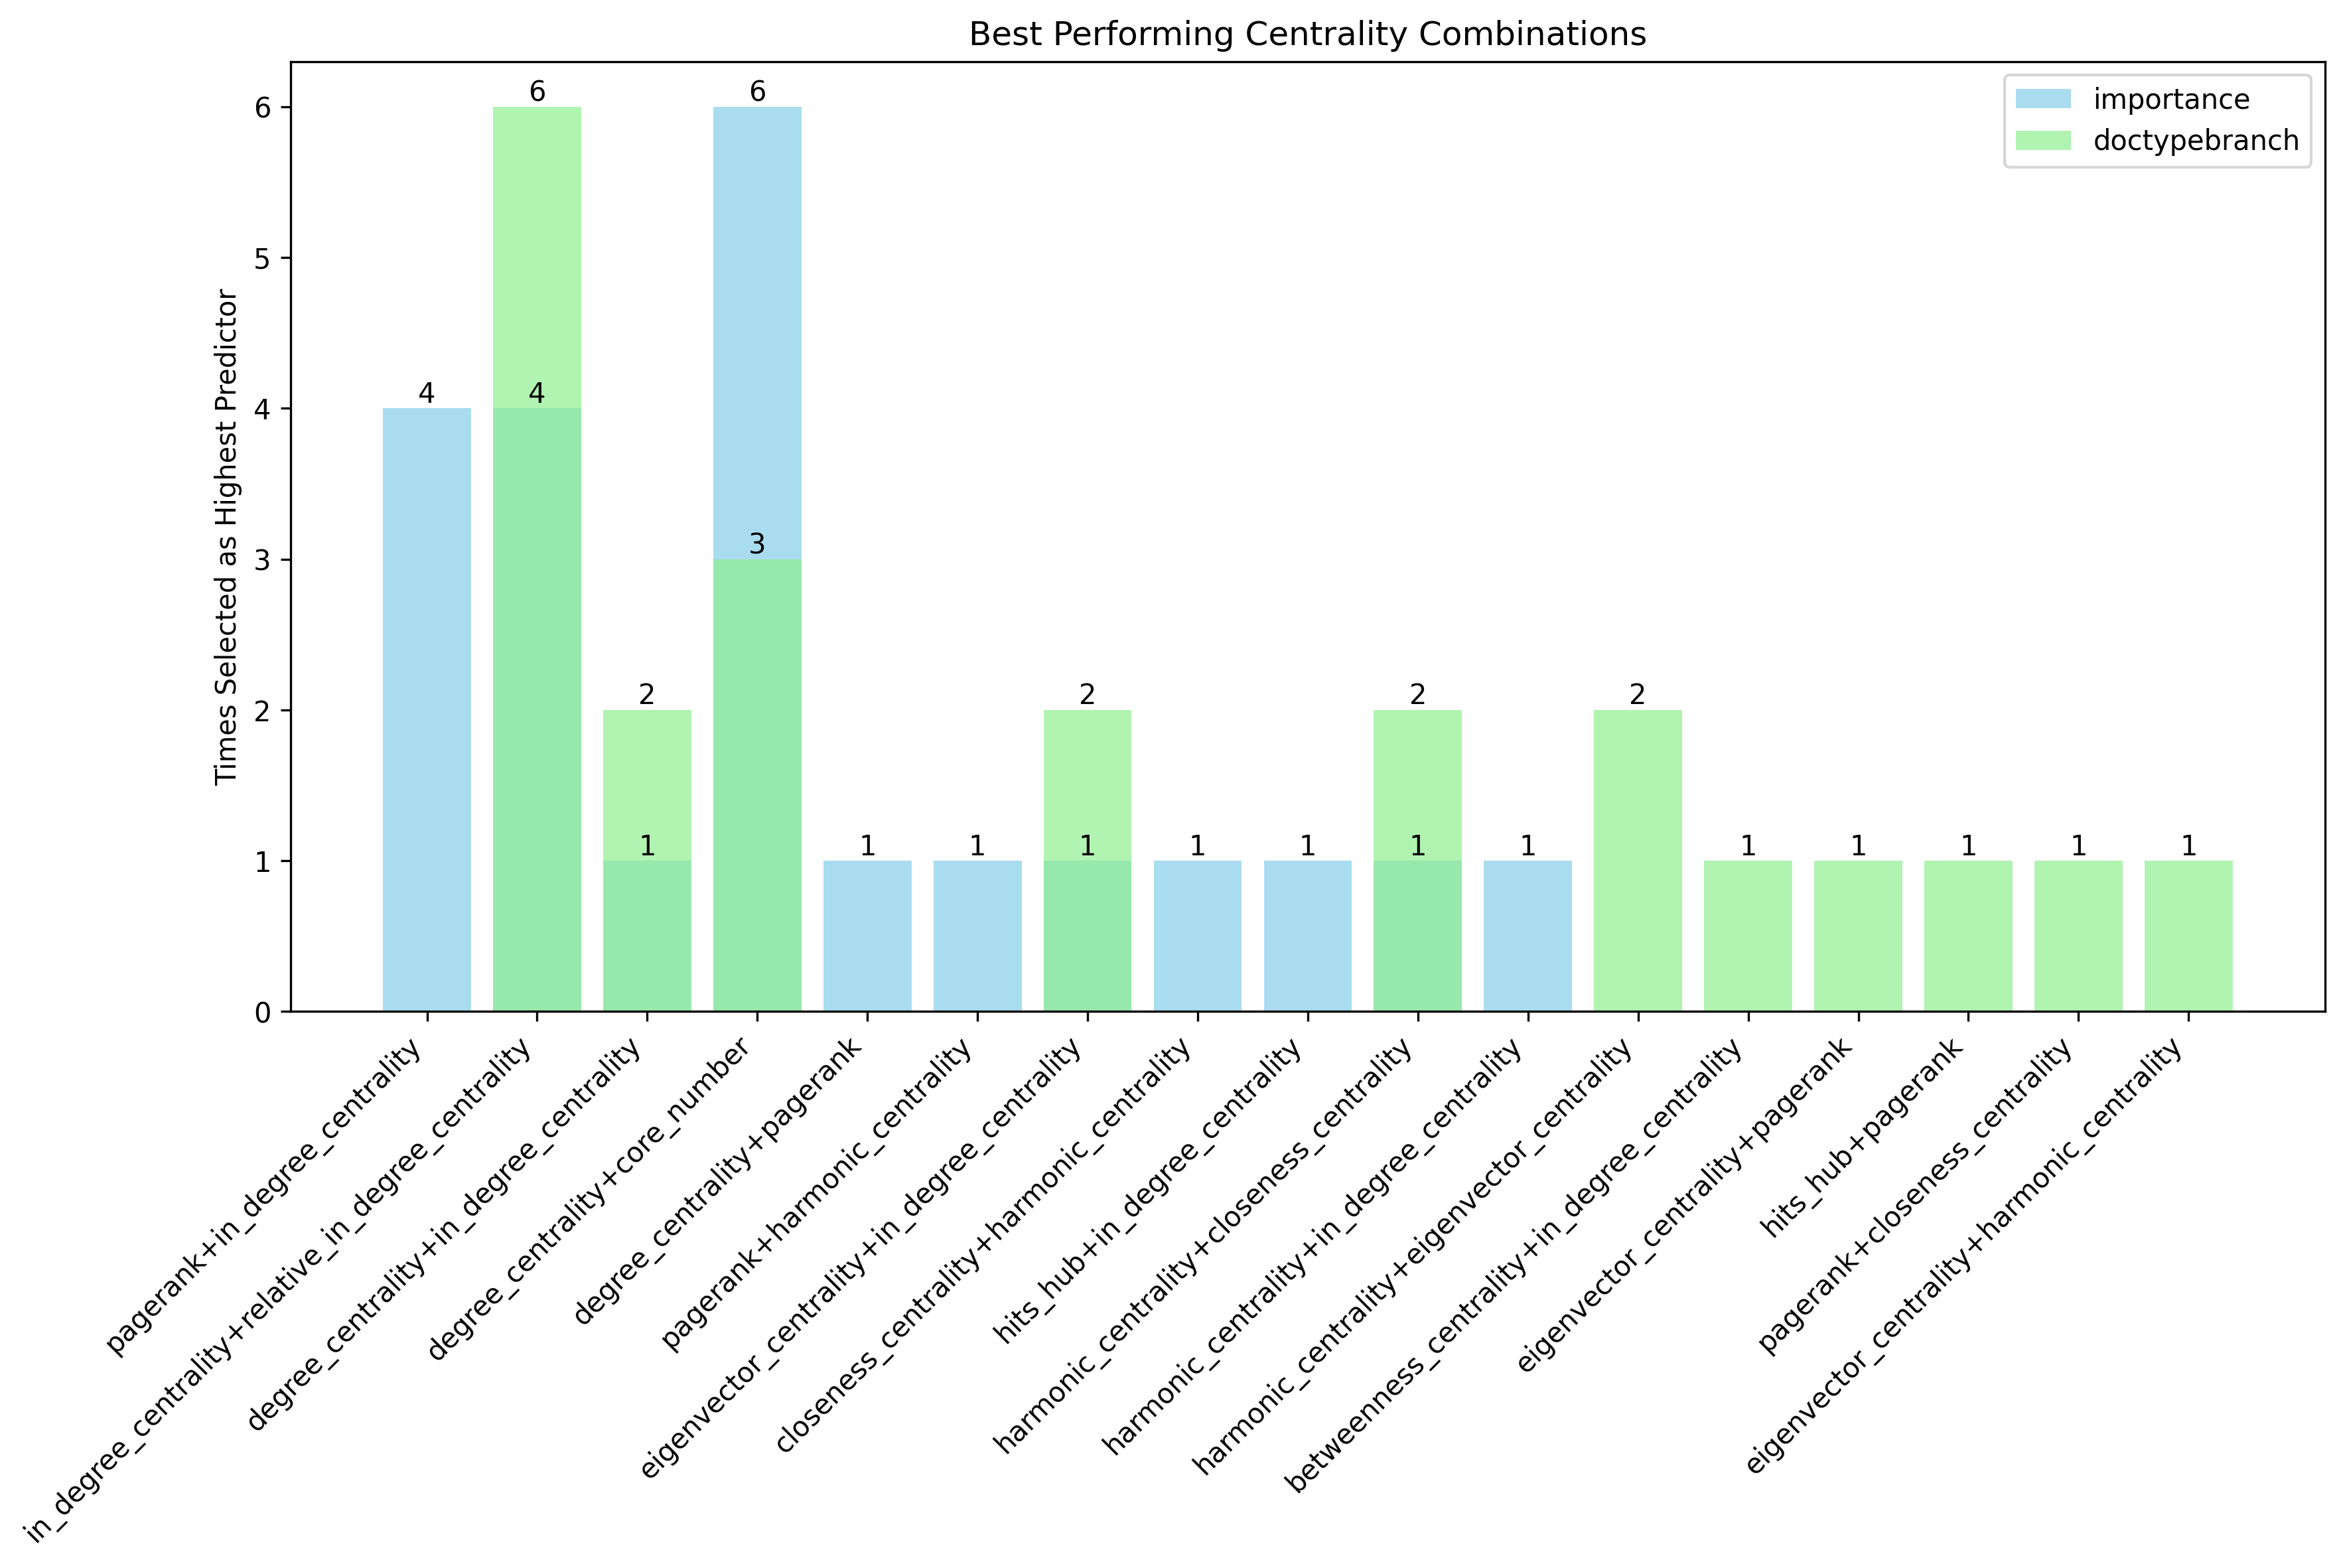 Best Performing Centrality Combinations
importance
doctypebranch
Times Selected as Highest Predictor
6
5
4
3
2
1
0
4
6
4
2
1
6
3
1
1
2
1
1
1
2
1
1
2
1
1
1
1
1
pagerank+in_degree_centrality
in_degree_centrality+relative_in_degree_centrality
degree_centrality+in_degree_centrality
degree_centrality+core_number
degree_centrality+pagerank
pagerank+harmonic_centrality
eigenvector_centrality+in_degree_centrality
closeness_centrality+harmonic_centrality
hits_hub+in_degree_centrality
harmonic_centrality+closeness_centrality
harmonic_centrality+in_degree_centrality
harmonic_centrality+eigenvector_centrality
betweenness_centrality+in_degree_centrality
eigenvector_centrality+pagerank
hits_hub+pagerank
pagerank+closeness_centrality
eigenvector_centrality+harmonic_centrality